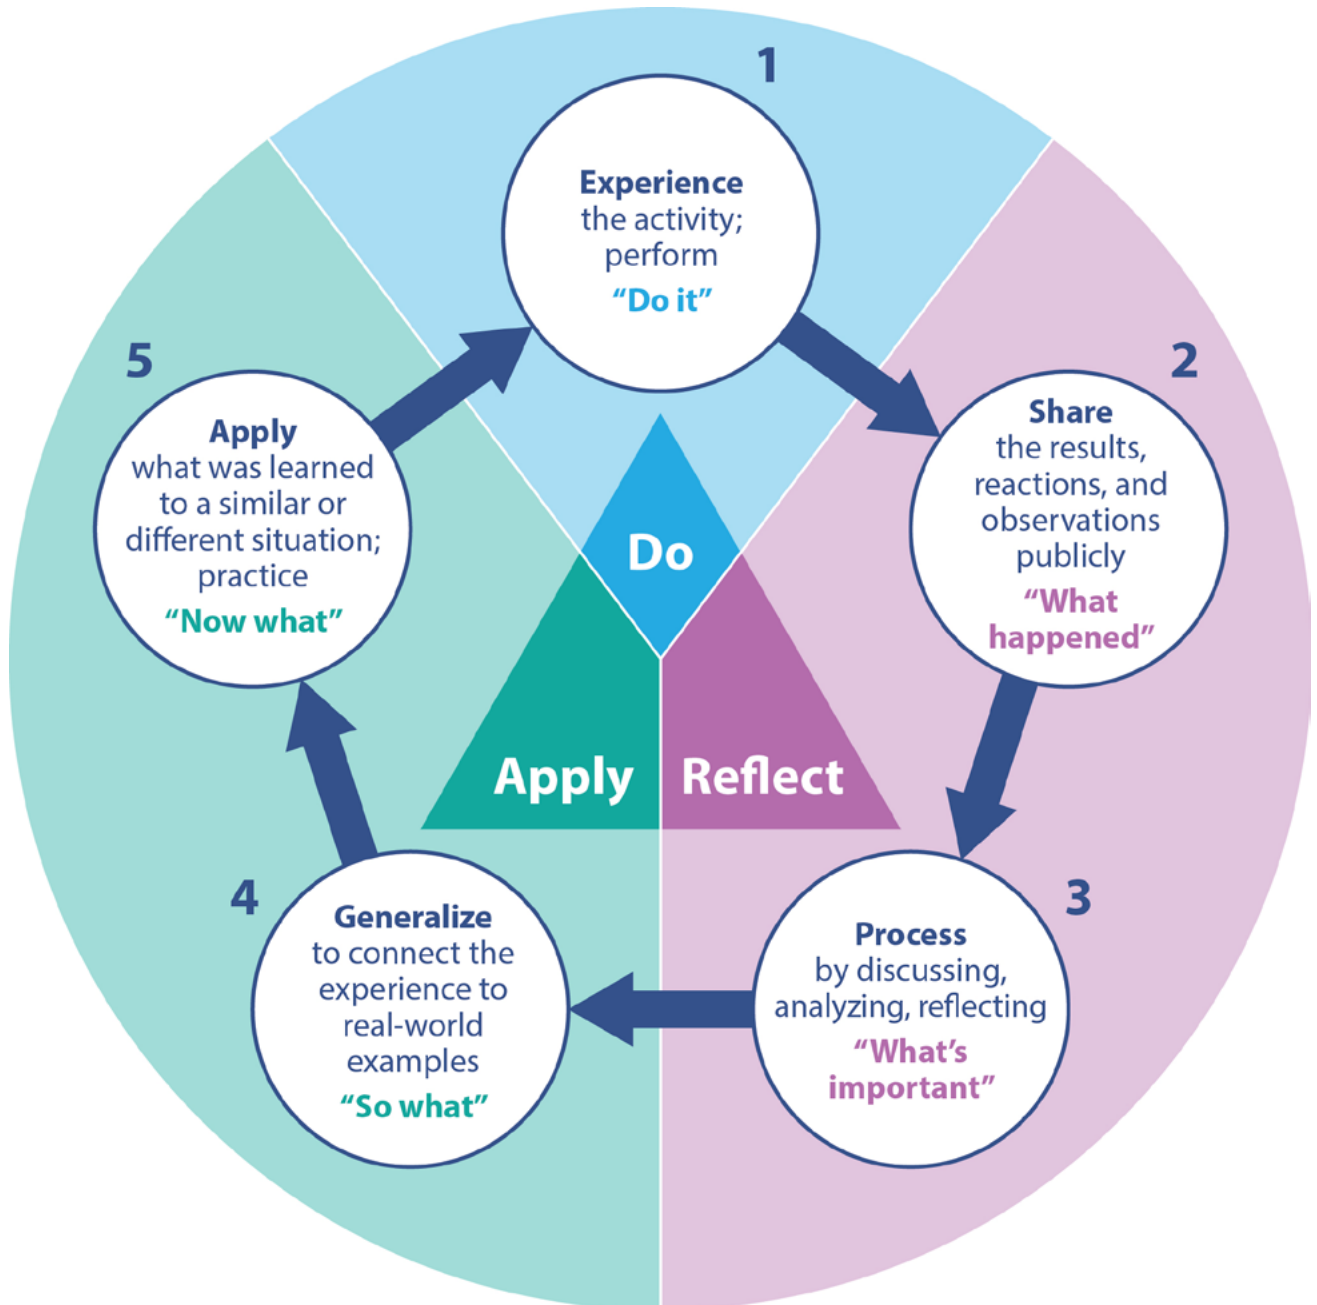 1
Experience
the activity;
perform
“Do it”
2
Share
the results,
reactions, and
observations
publicly
“What
happened”
3
Process
by discussing,
analyzing, reflecting
“What’s
important”
4
Generalize
to connect the
experience to
real-world
examples
“So what”
5
Apply
what was learned
to a similar or
different situation;
practice
“Now what”
Do
Apply
Reflect